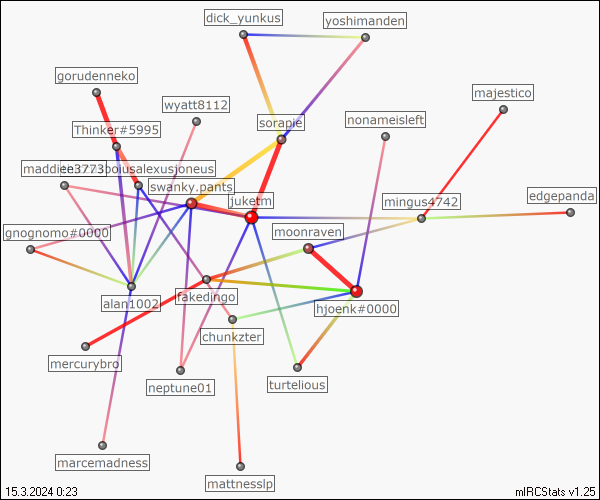 dick_yunkus
yoshimanden
gorudenneko
majestico
wyatt8112
nonameisleft
sorapie
Thinker#5995
maddie3773
boiusalexusjoneus
swanky.pants
juketm
mingus4742
edgepanda
gnognomo#0000
moonraven
alan1002
fakedingo
hjoenk#0000
chunkzter
mercurybro
neptune01
turtelious
marcemadness
mattnesslp
15.3.2024 0:23
mIRCStats v1.25